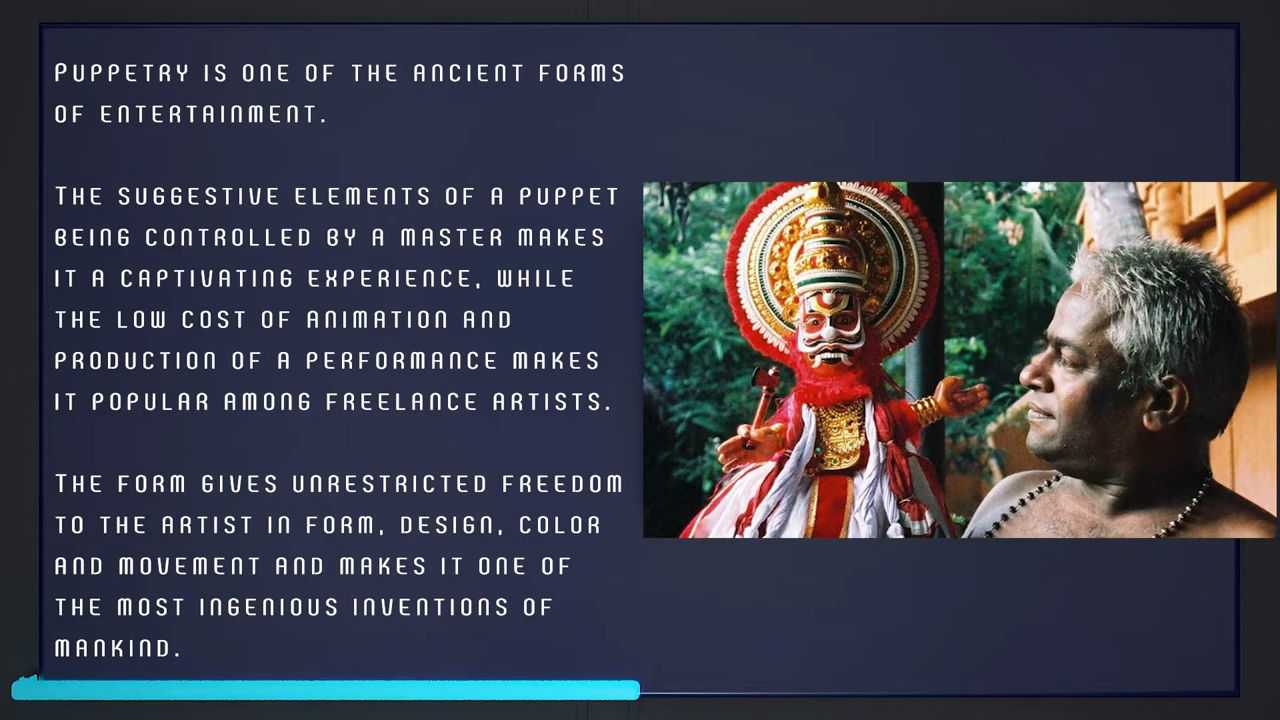 Puppetry is one of the ancient forms
of entertainment.
The suggestive elements of a puppet
being controlled by a master makes
it a captivating experience, while
the low cost of animation and
production of a performance makes
it popular among freelance artists.
The form gives unrestricted freedom
to the artist in form, design, color
and movement and makes it one of
the most ingenious inventions of
mankind.